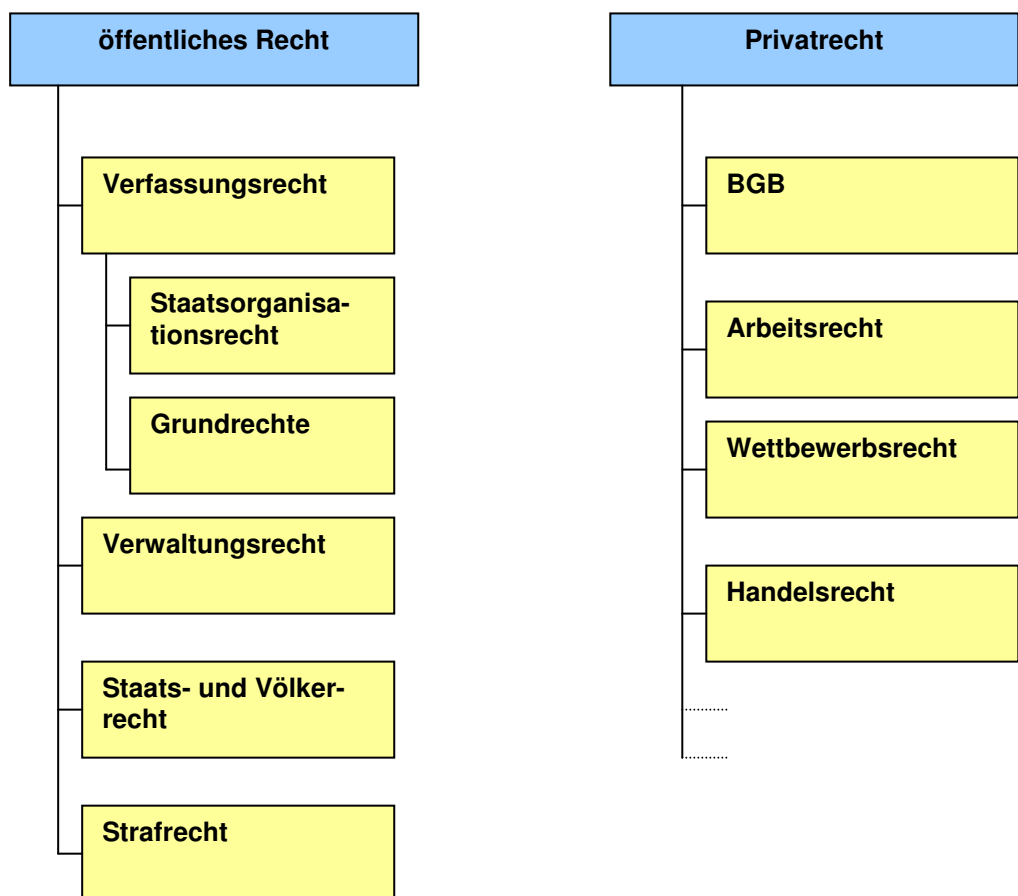 öffentliches Recht
Verfassungsrecht
Staatsorganisa-
tionsrecht
Grundrechte
Verwaltungsrecht
Staats- und Völker-
recht
Strafrecht
Privatrecht
BGB
Arbeitsrecht
Wettbewerbsrecht
Handelsrecht